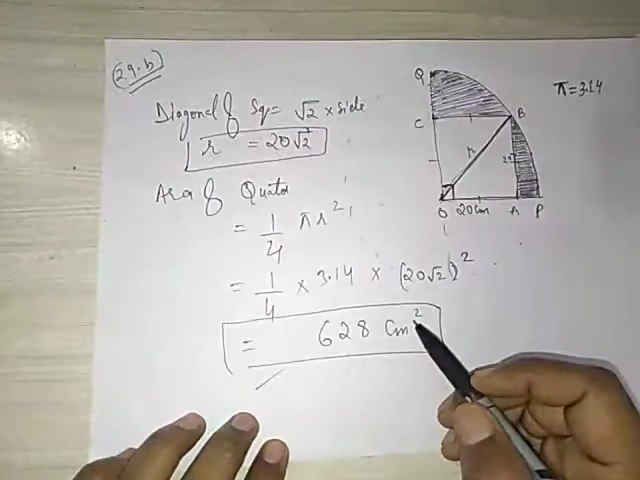 (29.b)
Diagonal of Sq = √2 × side
r = 20√2
Area of Quator
= 1/4 π r²
= 1/4 × 3.14 × (20√2)²
= 628 Cm²
Q
π = 3.14
C
B
r
O 20cm A P